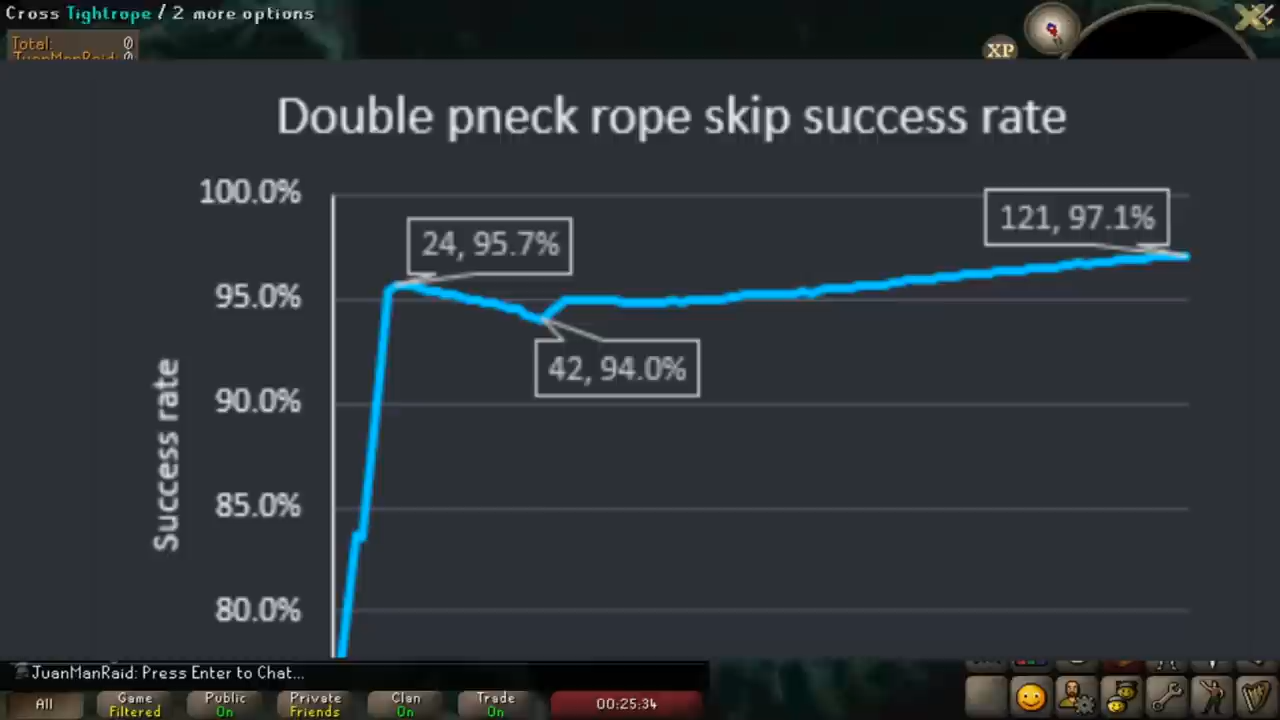 Cross Tightrope / 2 more options
Total: 0
JuanManRaid: 0
XP
Double pneck rope skip success rate
100.0%
121, 97.1%
24, 95.7%
95.0%
42, 94.0%
90.0%
Success rate
85.0%
80.0%
JuanManRaid: Press Enter to Chat...
All
Game
Filtered
Public
On
Private
Friends
Clan
On
Trade
On
00:25:34